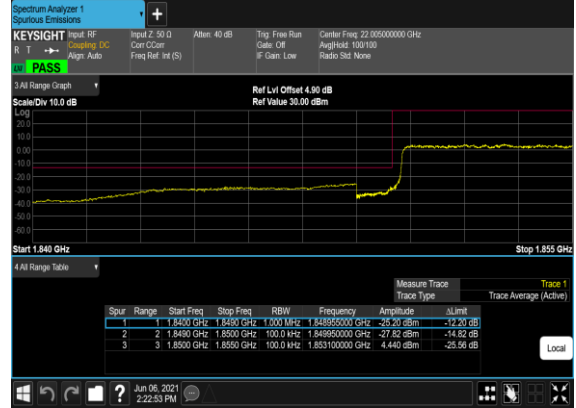 Spectrum Analyzer 1
Spurious Emissions
KEYSIGHT Input: RF Input Z: 50 Ω Atten: 40 dB Trig: Free Run Center Freq: 22.005000000 GHz
R T Coupling: DC Corr CCorr Gate: Off Avg|Hold: 100/100
Align: Auto Freq Ref: Int (S) IF Gain: Low Radio Std: None
PASS
3 All Range Graph
Ref Lvl Offset 4.90 dB
Scale/Div 10.0 dB Ref Value 30.00 dBm
Log
20.0
10.0
0.00
-10.0
-20.0
-30.0
-40.0
-50.0
-60.0
Start 1.840 GHz Stop 1.855 GHz
4 All Range Table
Measure Trace Trace 1
Trace Type Trace Average (Active)
Spur Range Start Freq Stop Freq RBW Frequency Amplitude ΔLimit
1 1 1.8400 GHz 1.8490 GHz 1.000 MHz 1.848955000 GHz -25.20 dBm -12.20 dB
2 2 1.8490 GHz 1.8500 GHz 100.0 kHz 1.849950000 GHz -27.82 dBm -14.82 dB
3 3 1.8500 GHz 1.8550 GHz 100.0 kHz 1.853100000 GHz 4.440 dBm -25.56 dB
Local
Jun 06, 2021
2:22:53 PM